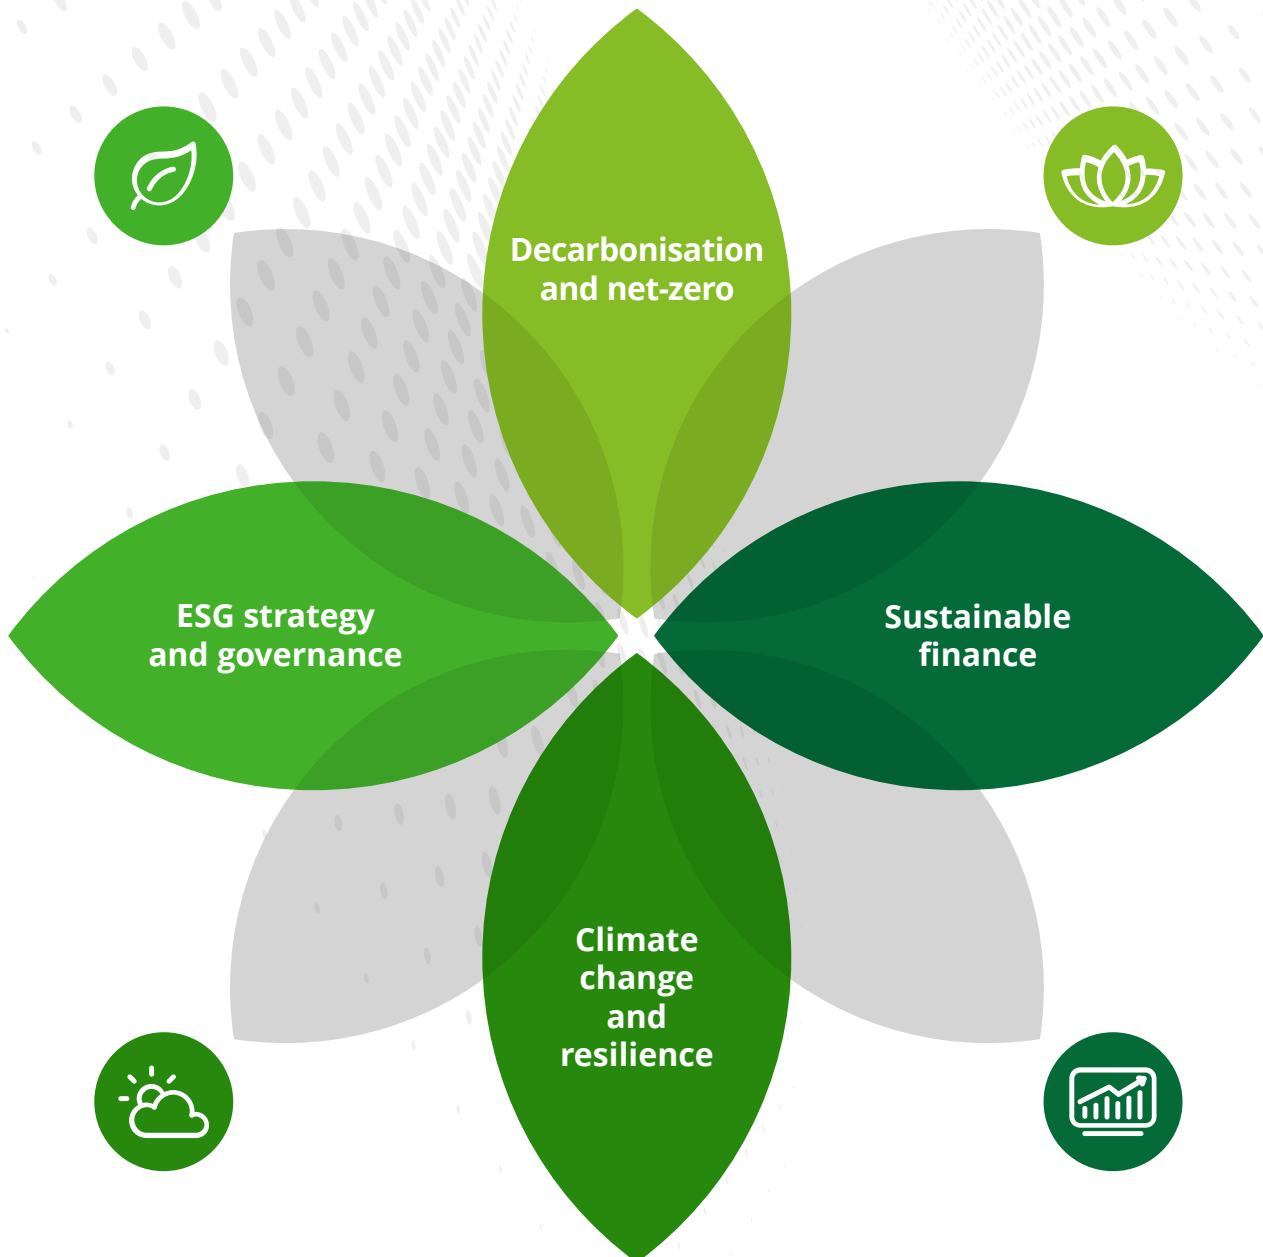 Decarbonisation
and net-zero
ESG strategy
and governance
Sustainable
finance
Climate
change
and
resilience